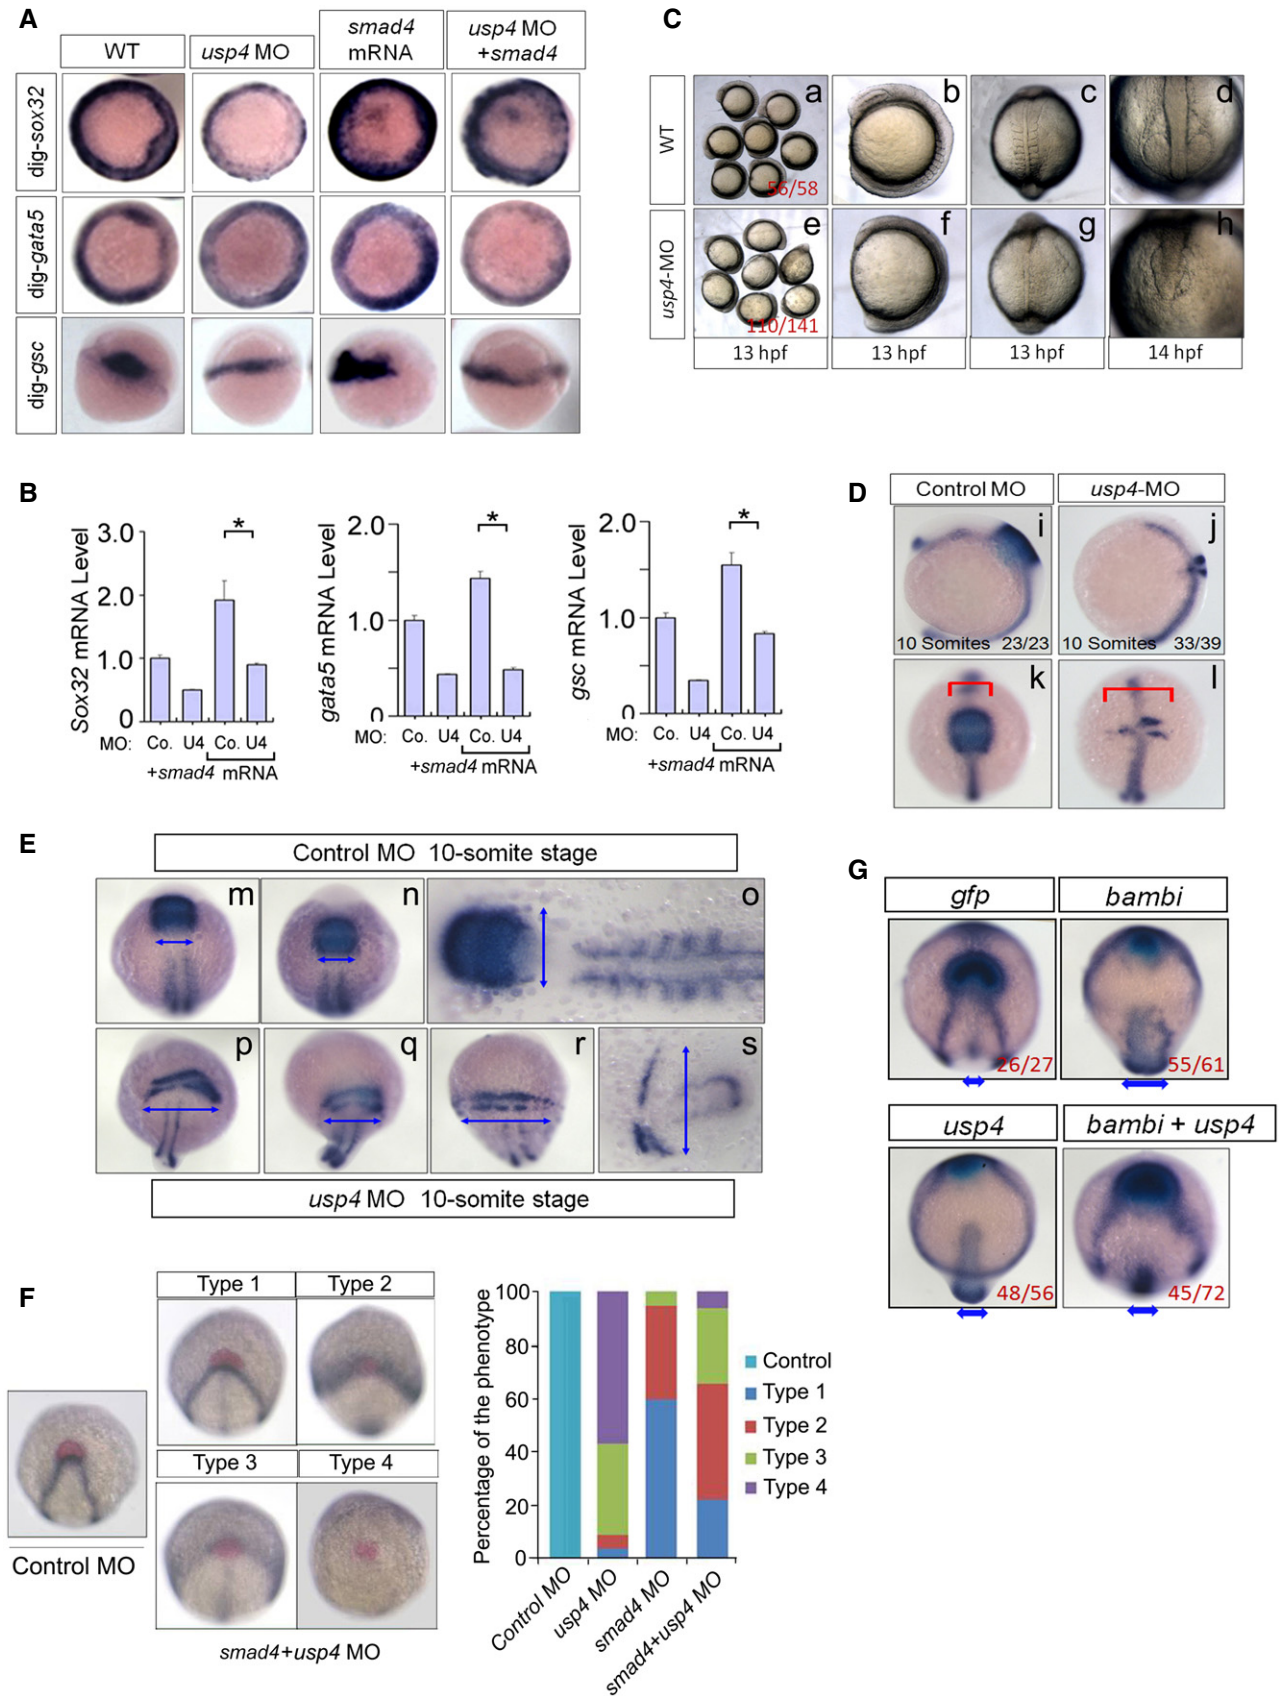 A
WT
usp4 MO
smad4
mRNA
usp4 MO
+smad4
dig-sox32
dig-gata5
dig-gsc
B
Sox32 mRNA Level
3.0
2.0
1.0
0
*
MO: Co. U4 Co. U4
+smad4 mRNA
gata5 mRNA Level
2.0
1.0
0
*
MO: Co. U4 Co. U4
+smad4 mRNA
gsc mRNA Level
2.0
1.0
0
*
MO: Co. U4 Co. U4
+smad4 mRNA
C
WT
a
56/58
b
c
d
usp4-MO
e
110/141
f
g
h
13 hpf
13 hpf
13 hpf
14 hpf
D
Control MO
usp4-MO
i
10 Somites 23/23
j
10 Somites 33/39
k
l
E
Control MO 10-somite stage
m
n
o
p
q
r
s
usp4 MO 10-somite stage
F
Control MO
Type 1
Type 2
Type 3
Type 4
smad4+usp4 MO
Percentage of the phenotype
100
80
60
40
20
0
Control MO
usp4 MO
smad4 MO
smad4+usp4 MO
Control
Type 1
Type 2
Type 3
Type 4
G
gfp
bambi
26/27
55/61
usp4
bambi + usp4
48/56
45/72